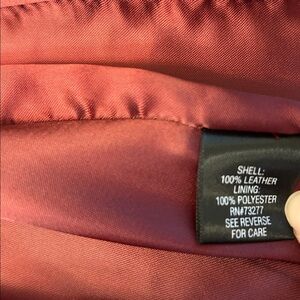 SHELL:
100% LEATHER
LINING:
100% POLYESTER
RN#73277
SEE REVERSE
FOR CARE